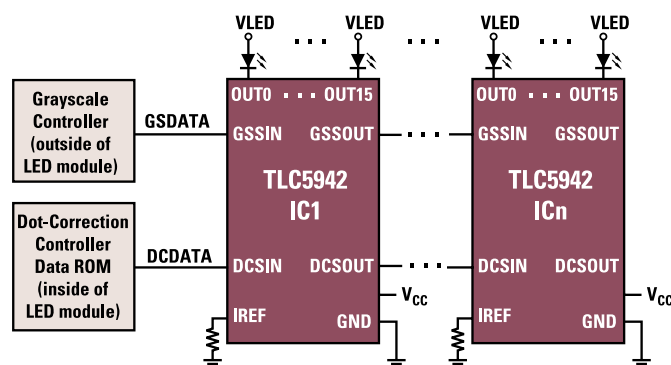 VLED VLED VLED VLED
OUT0 OUT15 OUT0 OUT15
Grayscale
Controller
(outside of
LED module)
GSDATA
GSSIN GSSOUT GSSIN GSSOUT
TLC5942
IC1
TLC5942
ICn
Dot-Correction
Controller
Data ROM
(inside of
LED module)
DCDATA
DCSIN DCSOUT DCSIN DCSOUT
VCC VCC
IREF GND IREF GND